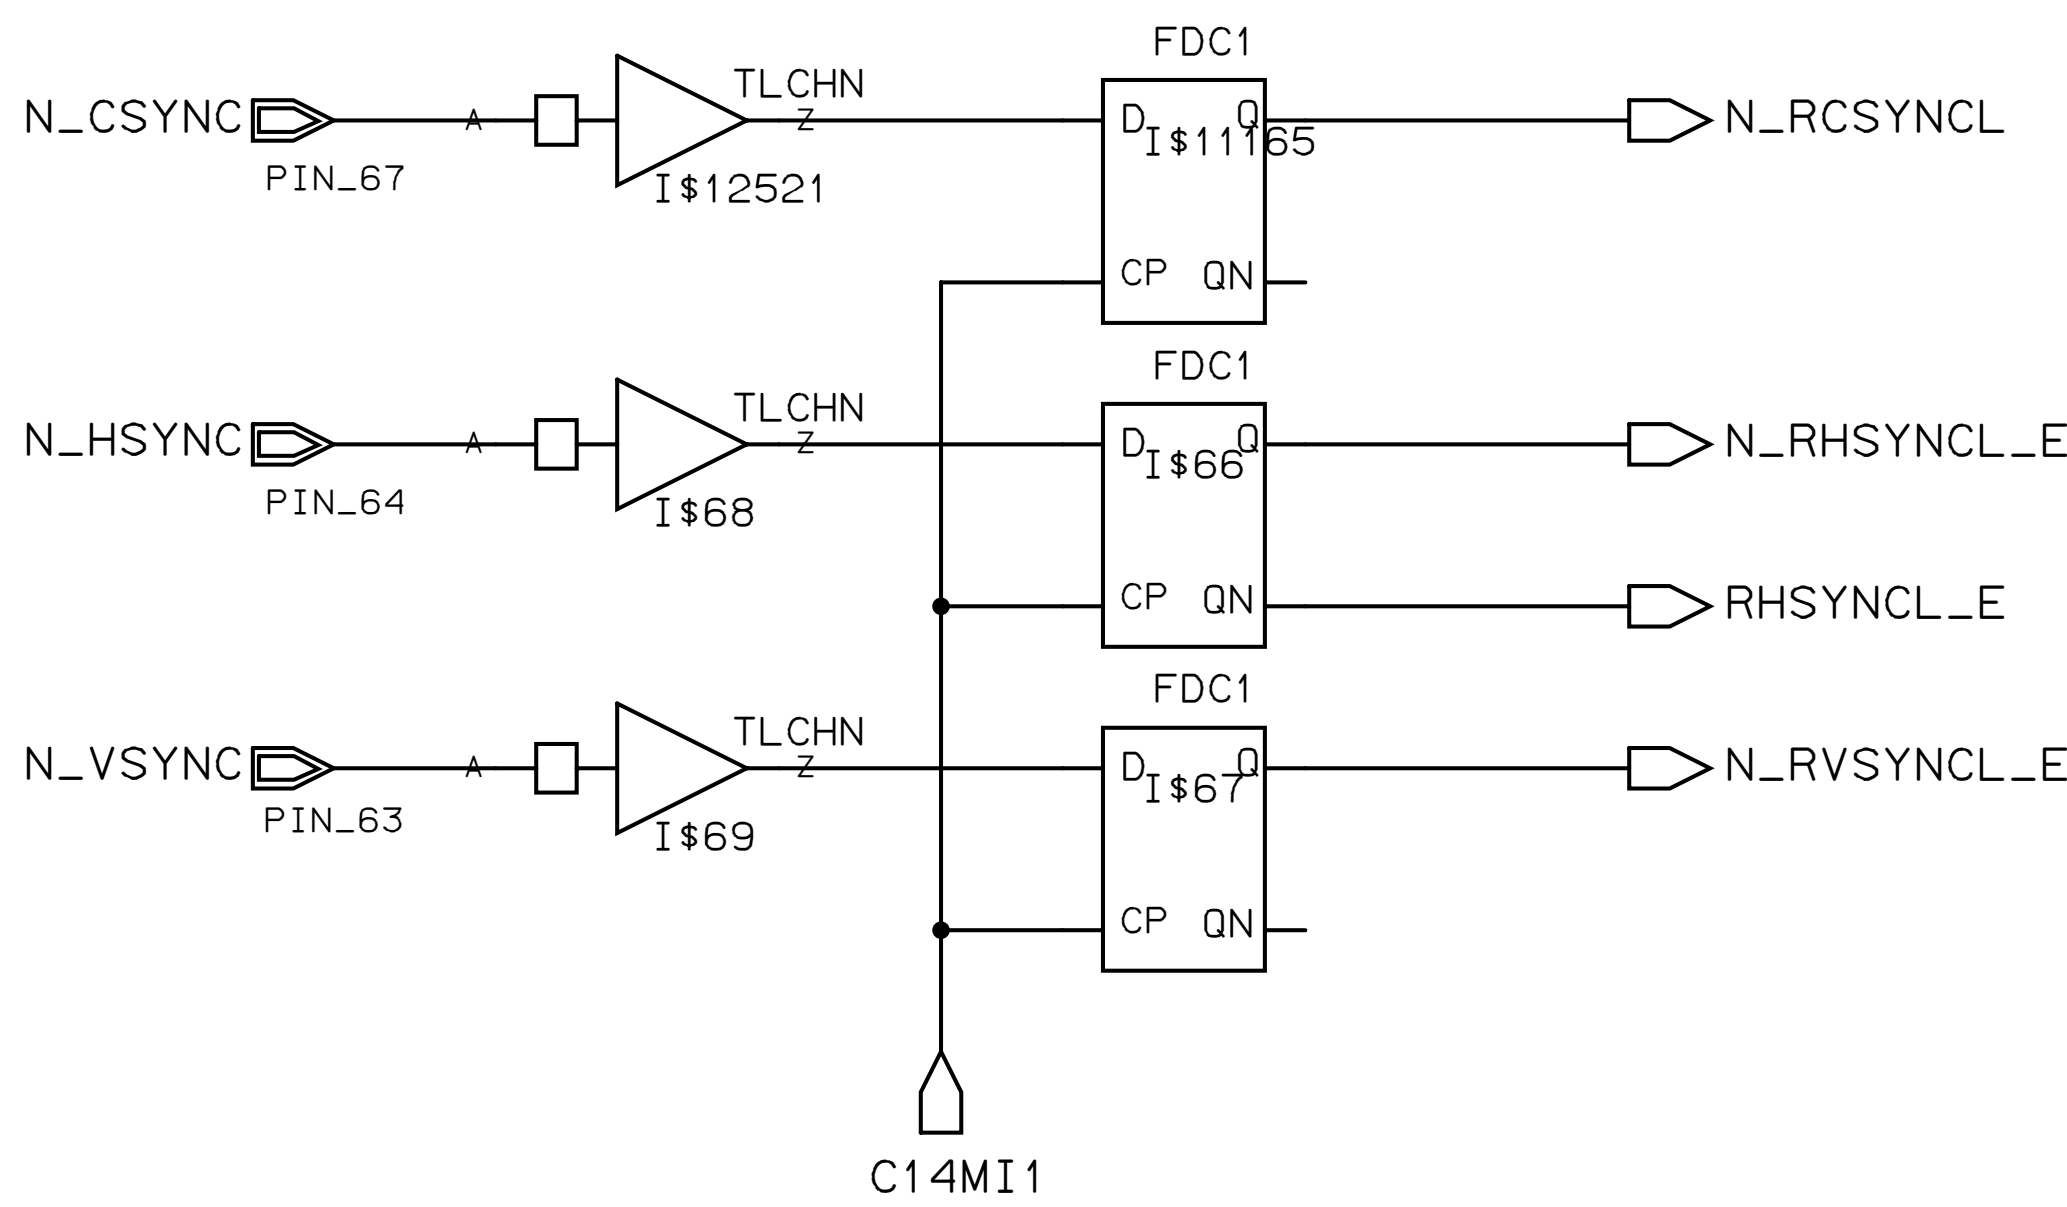 FDC1
N_CSYNC
A
TLCHN
Z
D
Q
N_RCSYNCL
I$11165
PIN_67
I$12521
CP
QN
FDC1
N_HSYNC
A
TLCHN
Z
D
Q
N_RHSYNCL_E
I$66
PIN_64
I$68
CP
QN
RHSYNCL_E
FDC1
N_VSYNC
A
TLCHN
Z
D
Q
N_RVSYNCL_E
I$67
PIN_63
I$69
CP
QN
C14MI1